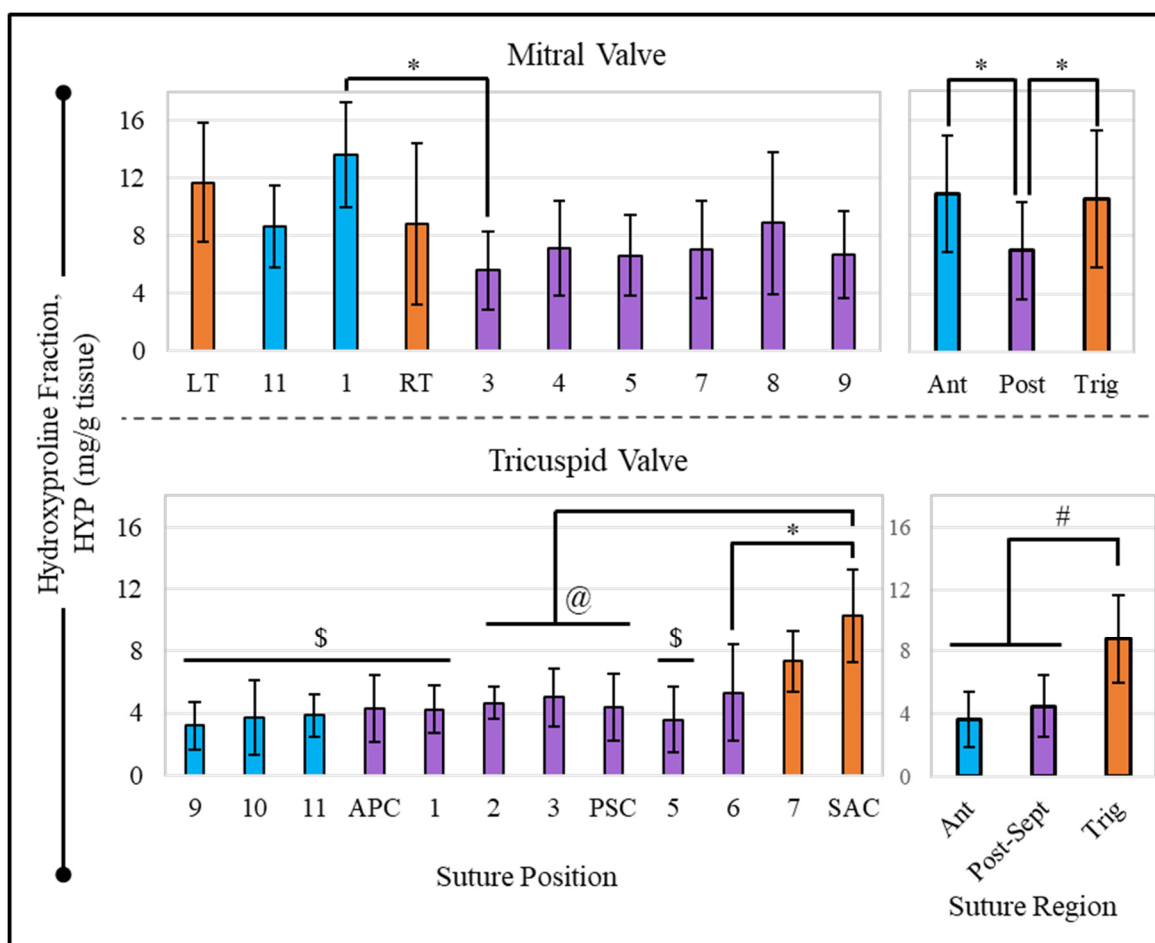 Mitral Valve
*
* *
16
12
8
4
0
LT 11 1 RT 3 4 5 7 8 9
Ant Post Trig
Hydroxyproline Fraction,
HYP (mg/g tissue)
Tricuspid Valve
16
12
8
4
0
$ @ $ *
9 10 11 APC 1 2 3 PSC 5 6 7 SAC
Suture Position
16
12
8
4
0
#
Ant Post-Sept Trig
Suture Region